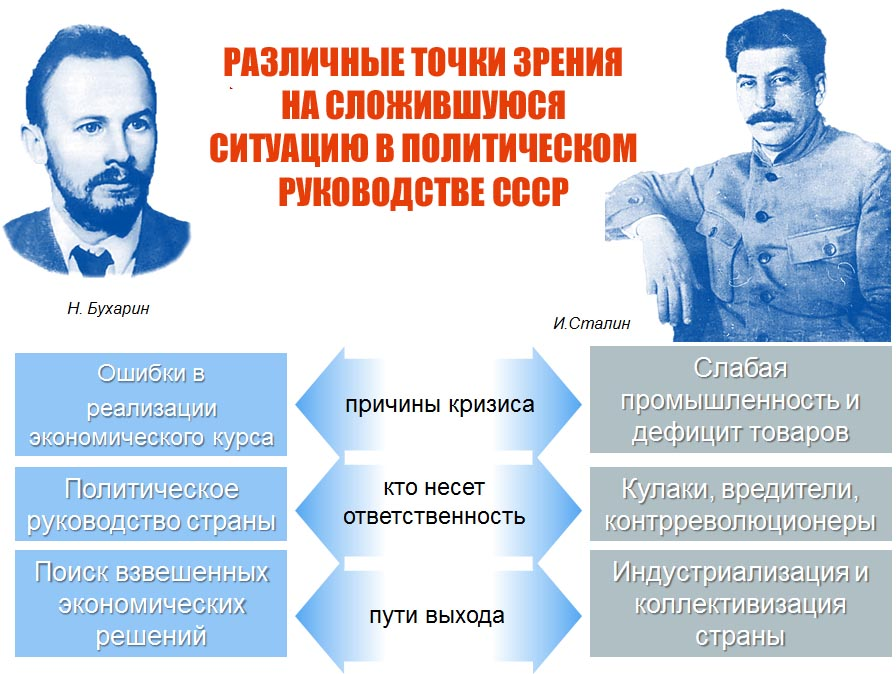 РАЗЛИЧНЫЕ ТОЧКИ ЗРЕНИЯ
НА СЛОЖИВШУЮСЯ
СИТУАЦИЮ В ПОЛИТИЧЕСКОМ
РУКОВОДСТВЕ СССР
Н. Бухарин
И.Сталин
Ошибки в
реализации
экономического курса
причины кризиса
Слабая
промышленность и
дефицит товаров
Политическое
руководство страны
кто несет
ответственность
Кулаки, вредители,
контрреволюционеры
Поиск взвешенных
экономических
решений
пути выхода
Индустриализация и
коллективизация
страны